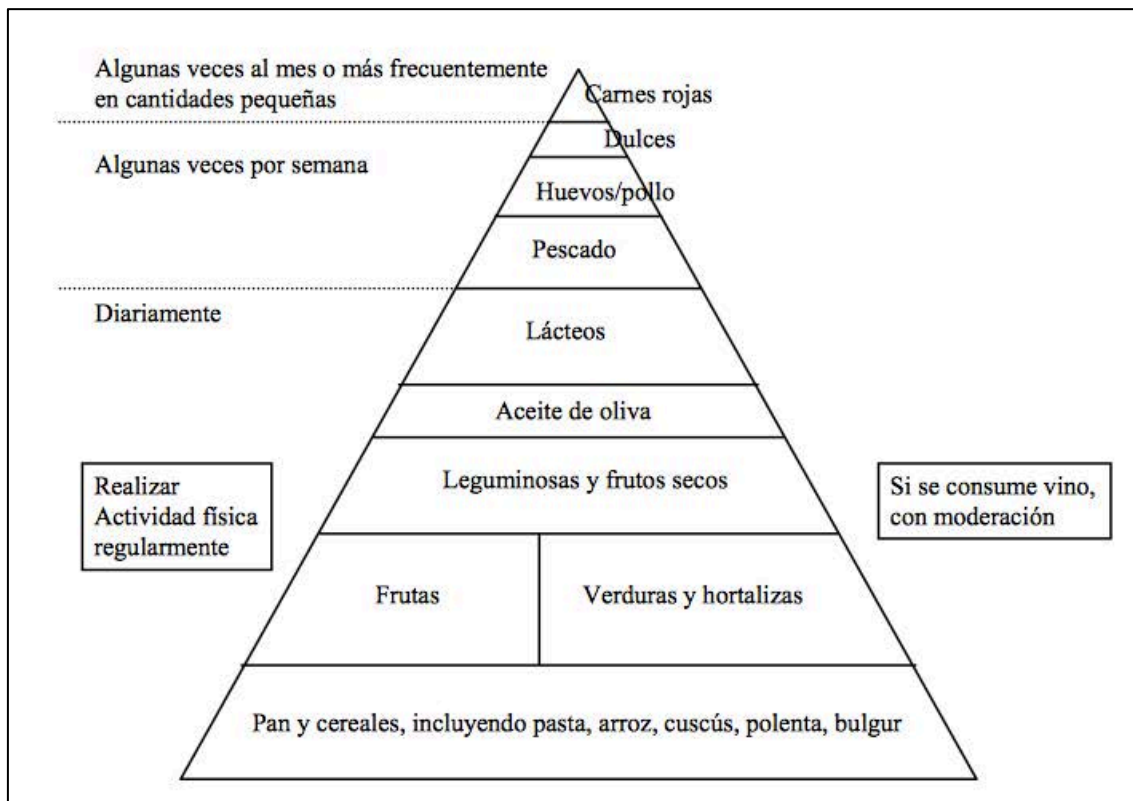 Algunas veces al mes o más frecuentemente
en cantidades pequeñas
Carnes rojas
Dulces
Algunas veces por semana
Huevos/pollo
Pescado
Diariamente
Lácteos
Aceite de oliva
Leguminosas y frutos secos
Realizar
Actividad física
regularmente
Si se consume vino,
con moderación
Frutas
Verduras y hortalizas
Pan y cereales, incluyendo pasta, arroz, cuscús, polenta, bulgur